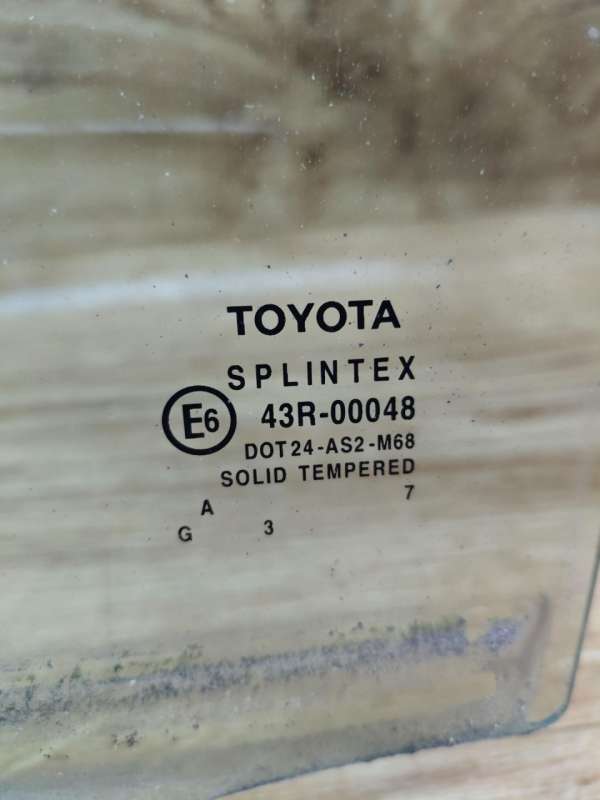 TOYOTA
SPLINTEX
E6 43R-00048
DOT24-AS2-M68
SOLID TEMPERED
A 7
G 3